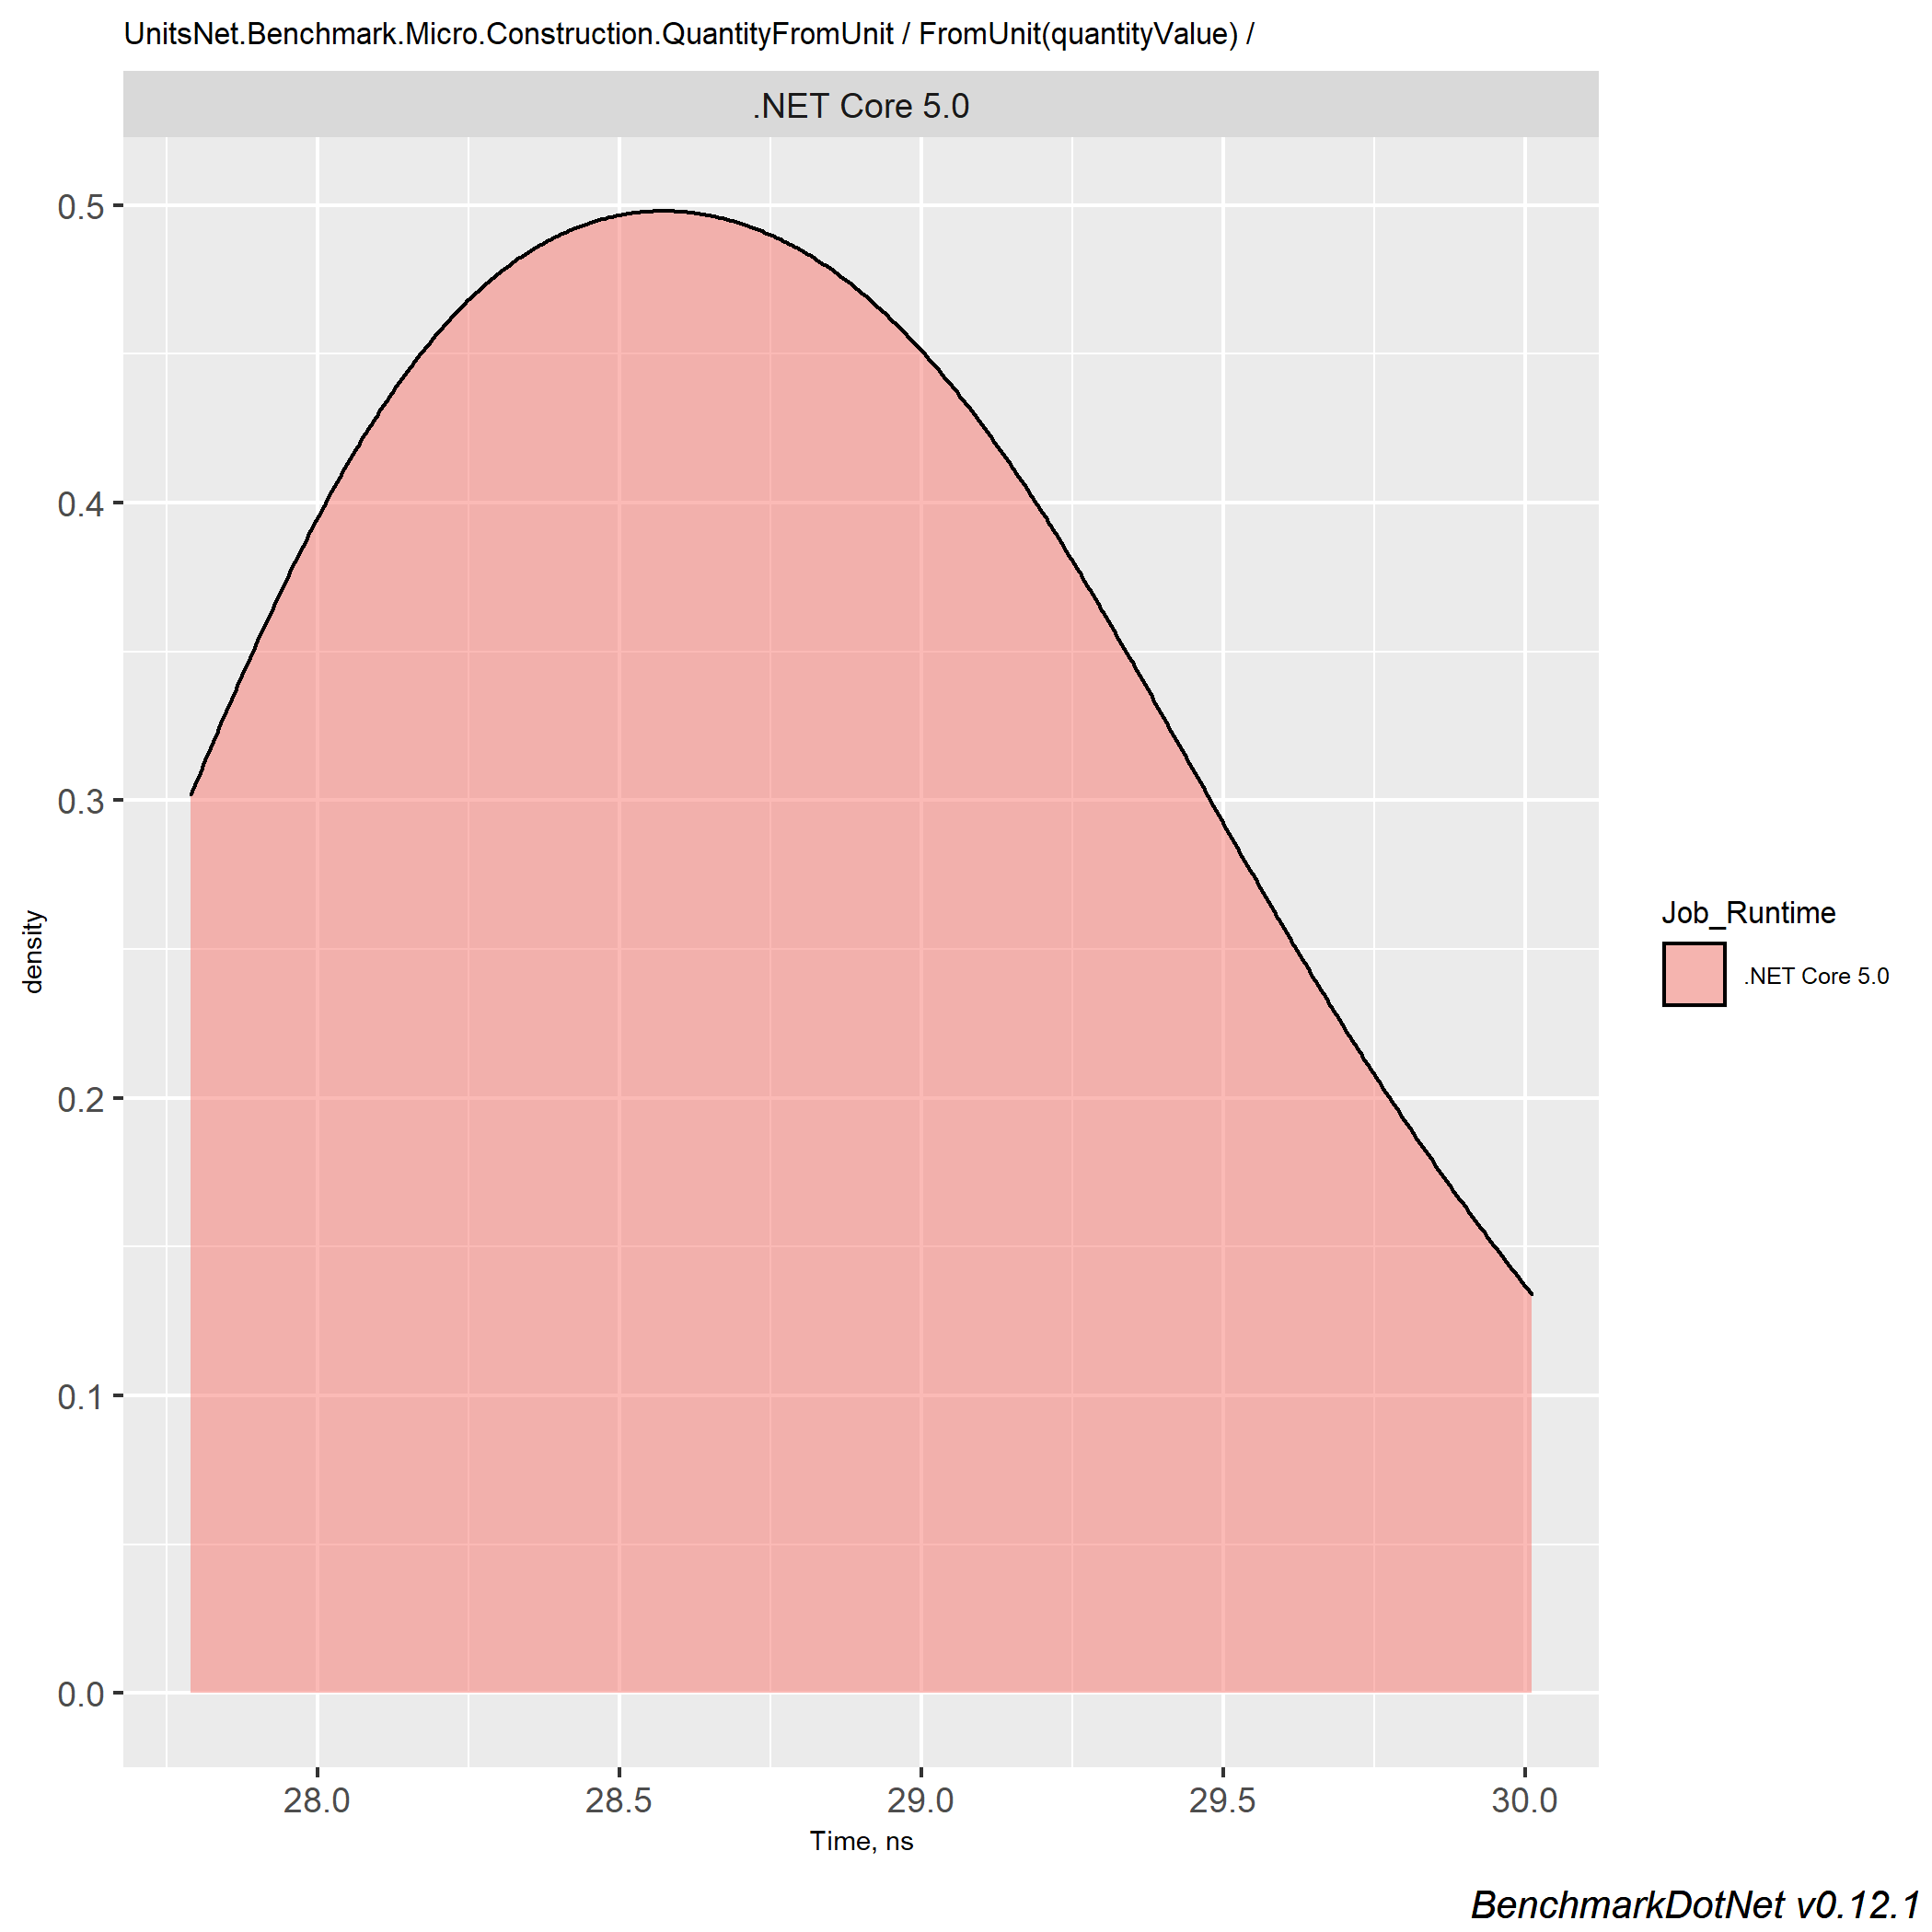 UnitsNet.Benchmark.Micro.Construction.QuantityFromUnit / FromUnit(quantityValue) /
.NET Core 5.0
0.5
0.4
0.3
0.2
0.1
0.0
density
28.0 28.5 29.0 29.5 30.0
Time, ns
Job_Runtime
.NET Core 5.0
BenchmarkDotNet v0.12.1